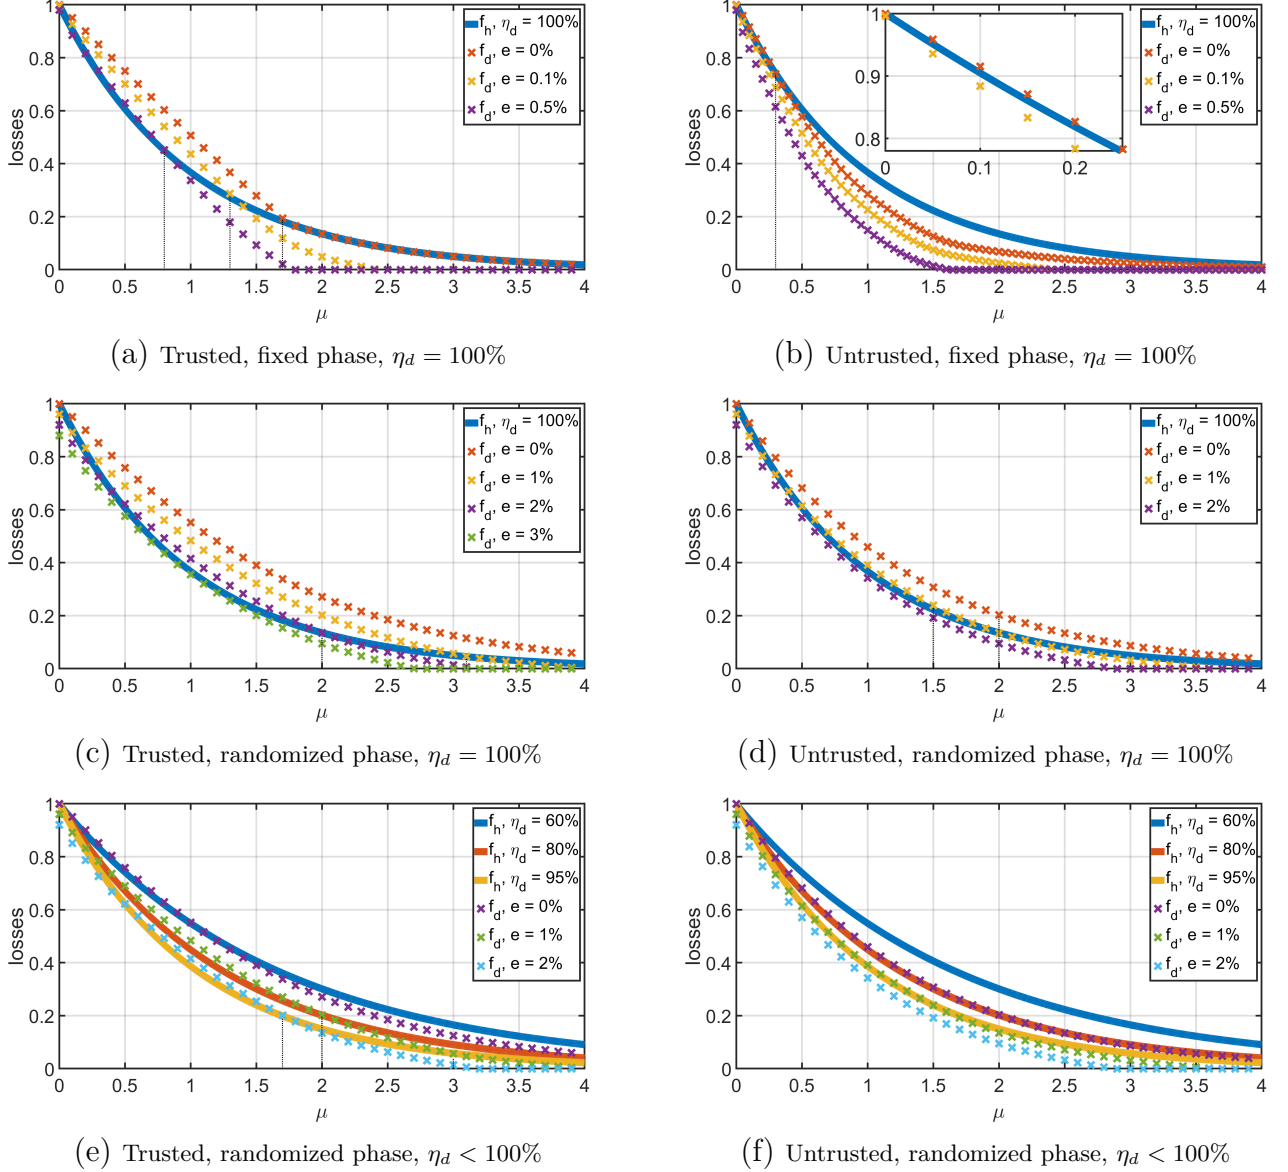 f_h, η_d = 100%
f_d, e = 0%
f_d, e = 0.1%
f_d, e = 0.5%
losses
1
0.8
0.6
0.4
0.2
0
0 0.5 1 1.5 2 2.5 3 3.5 4
μ
(a) Trusted, fixed phase, η_d = 100%
f_h, η_d = 100%
f_d, e = 0%
f_d, e = 0.1%
f_d, e = 0.5%
1
0.9
0.8
0 0.1 0.2
losses
1
0.8
0.6
0.4
0.2
0
0 0.5 1 1.5 2 2.5 3 3.5 4
μ
(b) Untrusted, fixed phase, η_d = 100%
f_h, η_d = 100%
f_d, e = 0%
f_d, e = 1%
f_d, e = 2%
f_d, e = 3%
losses
1
0.8
0.6
0.4
0.2
0
0 0.5 1 1.5 2 2.5 3 3.5 4
μ
(c) Trusted, randomized phase, η_d = 100%
f_h, η_d = 100%
f_d, e = 0%
f_d, e = 1%
f_d, e = 2%
losses
1
0.8
0.6
0.4
0.2
0
0 0.5 1 1.5 2 2.5 3 3.5 4
μ
(d) Untrusted, randomized phase, η_d = 100%
f_h, η_d = 60%
f_h, η_d = 80%
f_h, η_d = 95%
f_d, e = 0%
f_d, e = 1%
f_d, e = 2%
losses
1
0.8
0.6
0.4
0.2
0
0 0.5 1 1.5 2 2.5 3 3.5 4
μ
(e) Trusted, randomized phase, η_d < 100%
f_h, η_d = 60%
f_h, η_d = 80%
f_h, η_d = 95%
f_d, e = 0%
f_d, e = 1%
f_d, e = 2%
losses
1
0.8
0.6
0.4
0.2
0
0 0.5 1 1.5 2 2.5 3 3.5 4
μ
(f) Untrusted, randomized phase, η_d < 100%